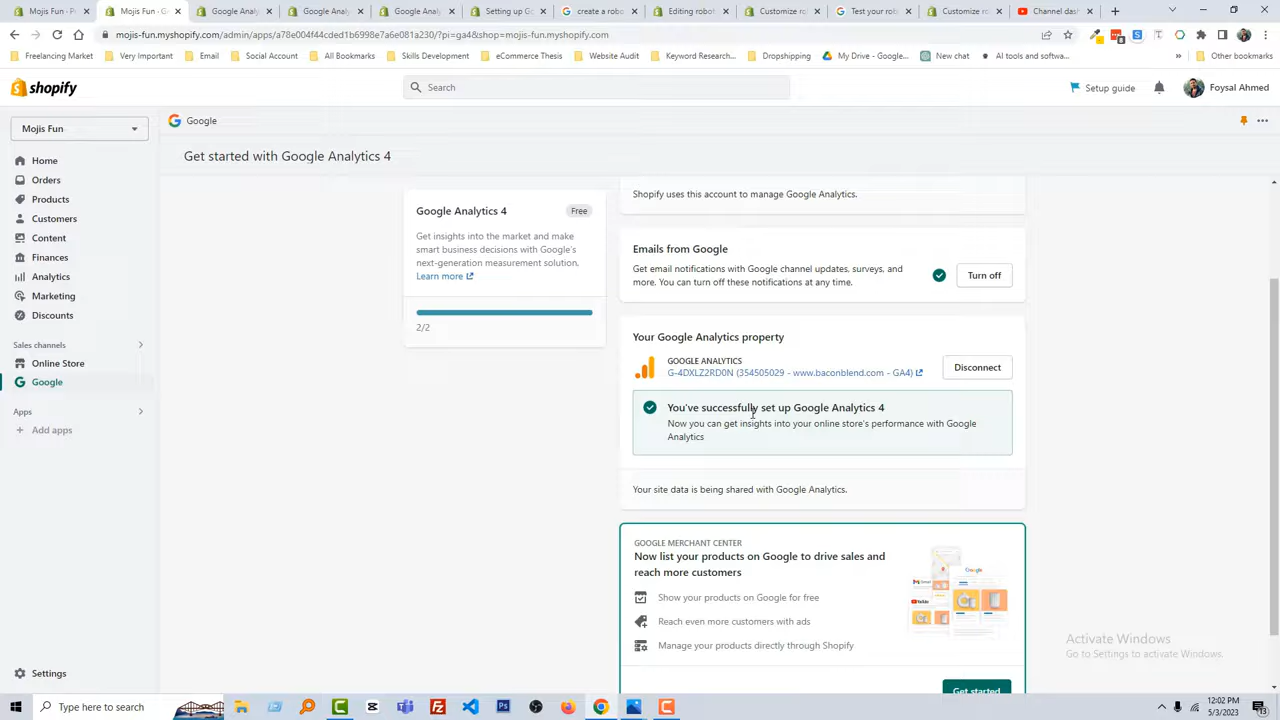 Mojis Fun · Pr
Mojis Fun · G
Google Analy
Google Analy
Google Analy
Setting up Go
create a robo
Editing robot
Customize ro
Test your robo
Customize ro
Channel dash
mojis-fun.myshopify.com/admin/apps/a78e004f44cded1b6998e7a6e081a230/?pi=ga4&shop=mojis-fun.myshopify.com
Freelancing Market
Very Important
Email
Social Account
All Bookmarks
Skills Development
eCommerce Thesis
Website Audit
Keyword Research...
Dropshipping
My Drive - Google...
New chat
AI tools and softwa...
»
Other bookmarks
shopify
Search
Setup guide
Foysal Ahmed
Mojis Fun
Google
Get started with Google Analytics 4
Home
Orders
Products
Customers
Content
Finances
Analytics
Marketing
Discounts
Sales channels
Online Store
Google
Apps
Add apps
Settings
Google Analytics 4
Free
Get insights into the market and make
smart business decisions with Google's
next-generation measurement solution.
Learn more
2/2
Shopify uses this account to manage Google Analytics.
Emails from Google
Get email notifications with Google channel updates, surveys, and
more. You can turn off these notifications at any time.
Turn off
Your Google Analytics property
GOOGLE ANALYTICS
G-4DXLZ2RD0N (354505029 - www.baconblend.com - GA4)
Disconnect
You've successfully set up Google Analytics 4
Now you can get insights into your online store's performance with Google
Analytics
Your site data is being shared with Google Analytics.
GOOGLE MERCHANT CENTER
Now list your products on Google to drive sales and
reach more customers
Show your products on Google for free
Reach even more customers with ads
Manage your products directly through Shopify
Get started
Activate Windows
Go to Settings to activate Windows.
Type here to search
12:02 PM
5/3/2023